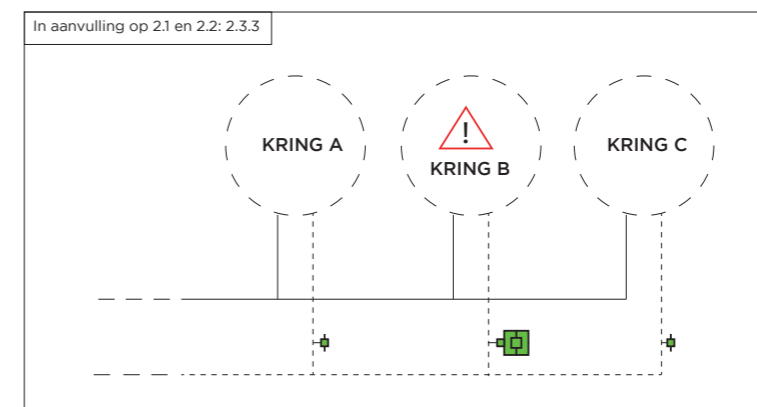 In aanvulling op 2.1 en 2.2: 2.3.3
KRING A
!
KRING B
KRING C